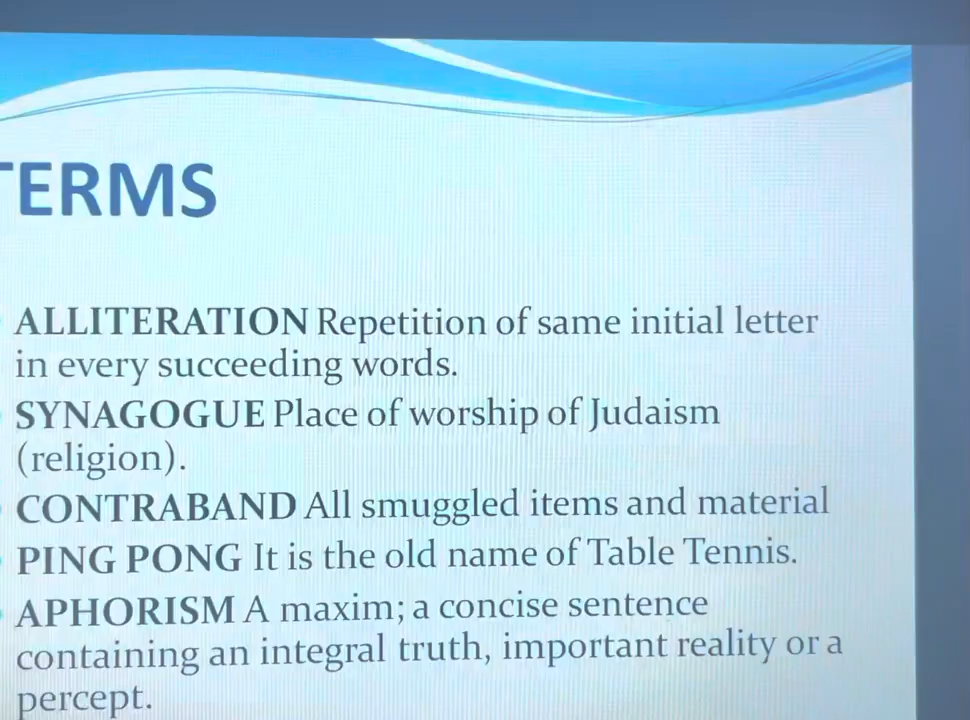 TERMS
ALLITERATION Repetition of same initial letter
in every succeeding words.
SYNAGOGUE Place of worship of Judaism
(religion).
CONTRABAND All smuggled items and material
PING PONG It is the old name of Table Tennis.
APHORISM A maxim; a concise sentence
containing an integral truth, important reality or a
percept.